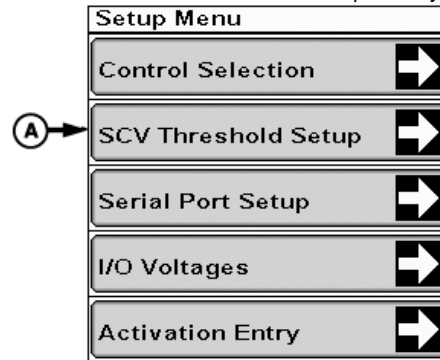 Setup Menu
Control Selection
A
SCV Threshold Setup
Serial Port Setup
I/O Voltages
Activation Entry